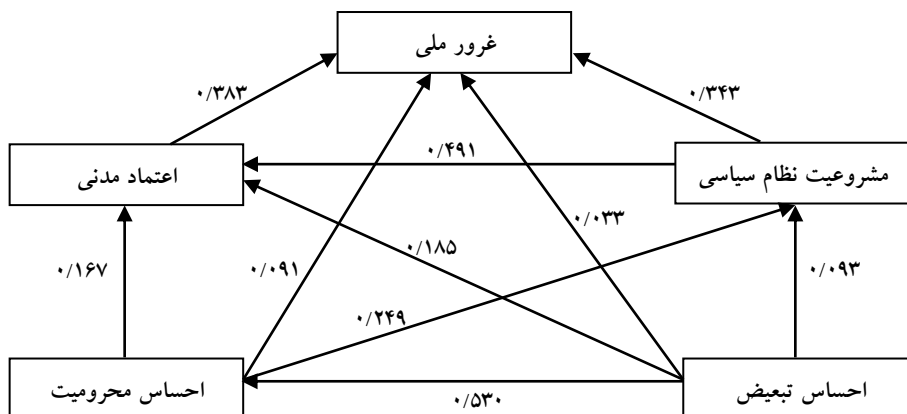 غرور ملی
۰/۳۸۳
۰/۳۴۳
۰/۴۹۱
مشروعیت نظام سیاسی
اعتماد مدنی
۰/۰۳۳
۰/۱۸۵
۰/۰۹۳
۰/۰۹۱
۰/۱۶۷
۰/۲۴۹
احساس تبعیض
احساس محرومیت
۰/۵۳۰